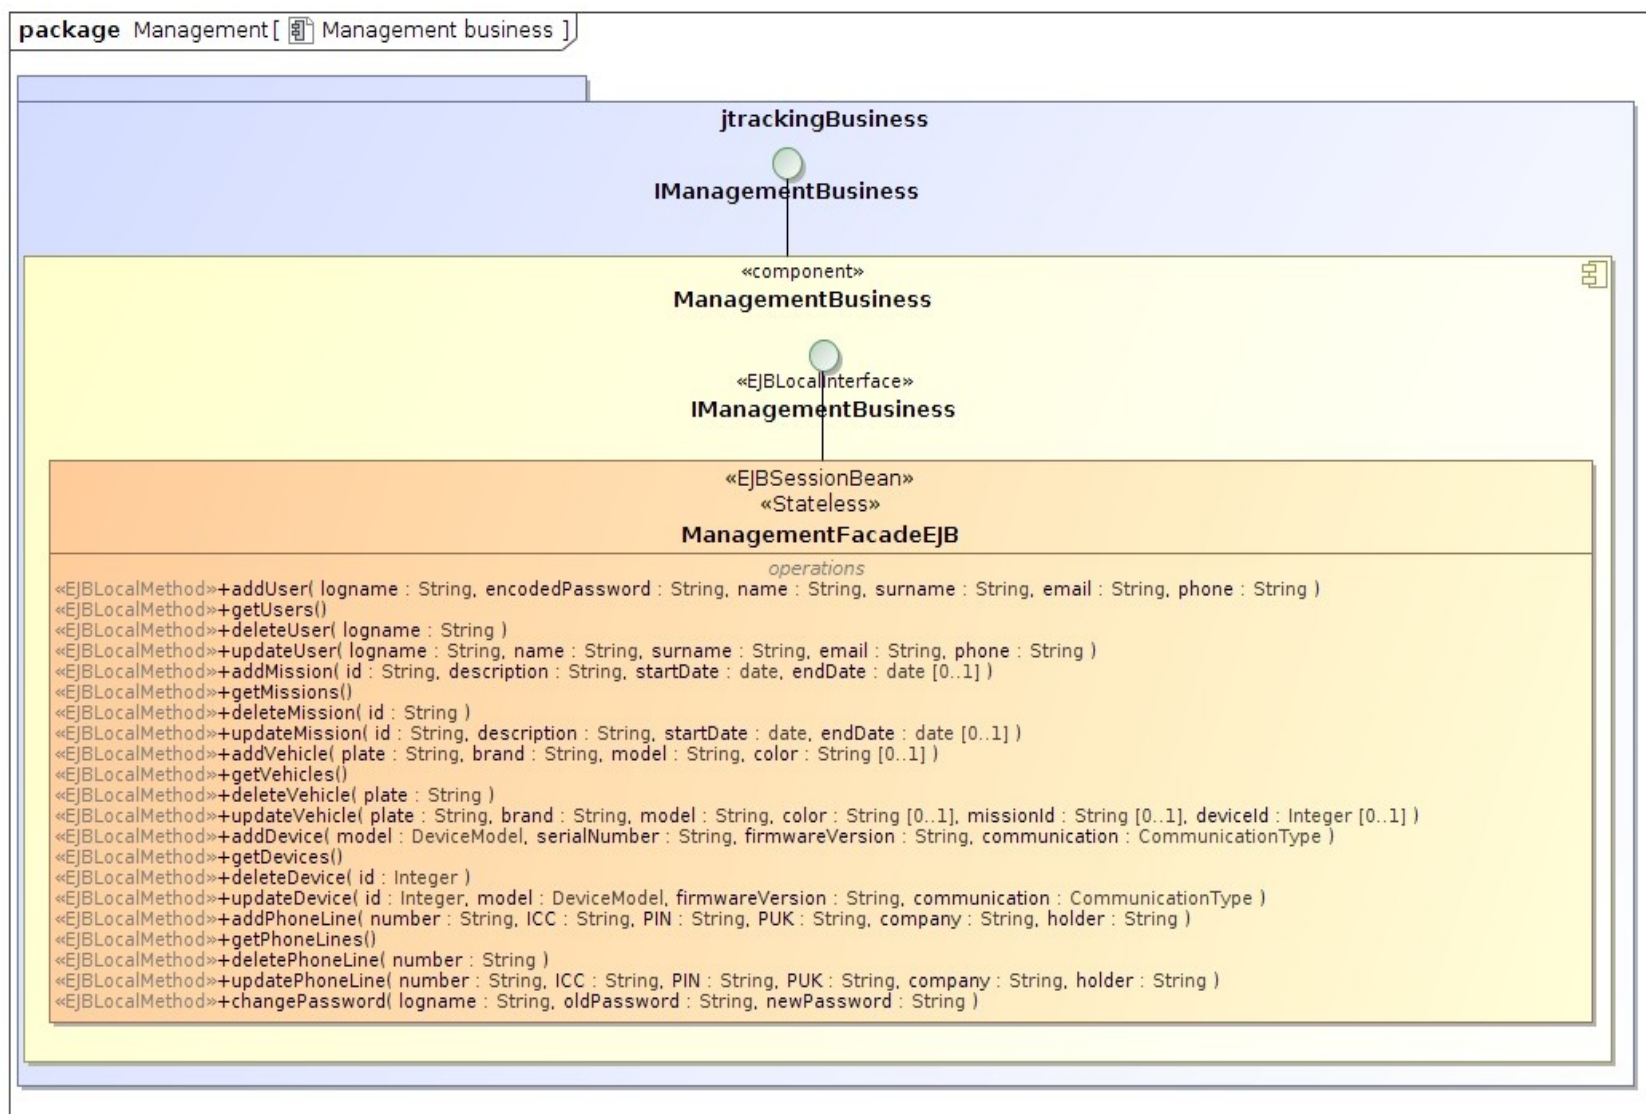 package Management[ Management business ]
jtrackingBusiness
IManagementBusiness
«component»
ManagementBusiness
«EJBLocalInterface»
IManagementBusiness
«EJBSessionBean»
«Stateless»
ManagementFacadeEJB
operations
«EJBLocalMethod»+addUser( logname : String, encodedPassword : String, name : String, surname : String, email : String, phone : String )
«EJBLocalMethod»+getUsers()
«EJBLocalMethod»+deleteUser( logname : String )
«EJBLocalMethod»+updateUser( logname : String, name : String, surname : String, email : String, phone : String )
«EJBLocalMethod»+addMission( id : String, description : String, startDate : date, endDate : date [0..1] )
«EJBLocalMethod»+getMissions()
«EJBLocalMethod»+deleteMission( id : String )
«EJBLocalMethod»+updateMission( id : String, description : String, startDate : date, endDate : date [0..1] )
«EJBLocalMethod»+addVehicle( plate : String, brand : String, model : String, color : String [0..1] )
«EJBLocalMethod»+getVehicles()
«EJBLocalMethod»+deleteVehicle( plate : String )
«EJBLocalMethod»+updateVehicle( plate : String, brand : String, model : String, color : String [0..1], missionId : String [0..1], deviceId : Integer [0..1] )
«EJBLocalMethod»+addDevice( model : DeviceModel, serialNumber : String, firmwareVersion : String, communication : CommunicationType )
«EJBLocalMethod»+getDevices()
«EJBLocalMethod»+deleteDevice( id : Integer )
«EJBLocalMethod»+updateDevice( id : Integer, model : DeviceModel, firmwareVersion : String, communication : CommunicationType )
«EJBLocalMethod»+addPhoneLine( number : String, ICC : String, PIN : String, PUK : String, company : String, holder : String )
«EJBLocalMethod»+getPhoneLines()
«EJBLocalMethod»+deletePhoneLine( number : String )
«EJBLocalMethod»+updatePhoneLine( number : String, ICC : String, PIN : String, PUK : String, company : String, holder : String )
«EJBLocalMethod»+changePassword( logname : String, oldPassword : String, newPassword : String )